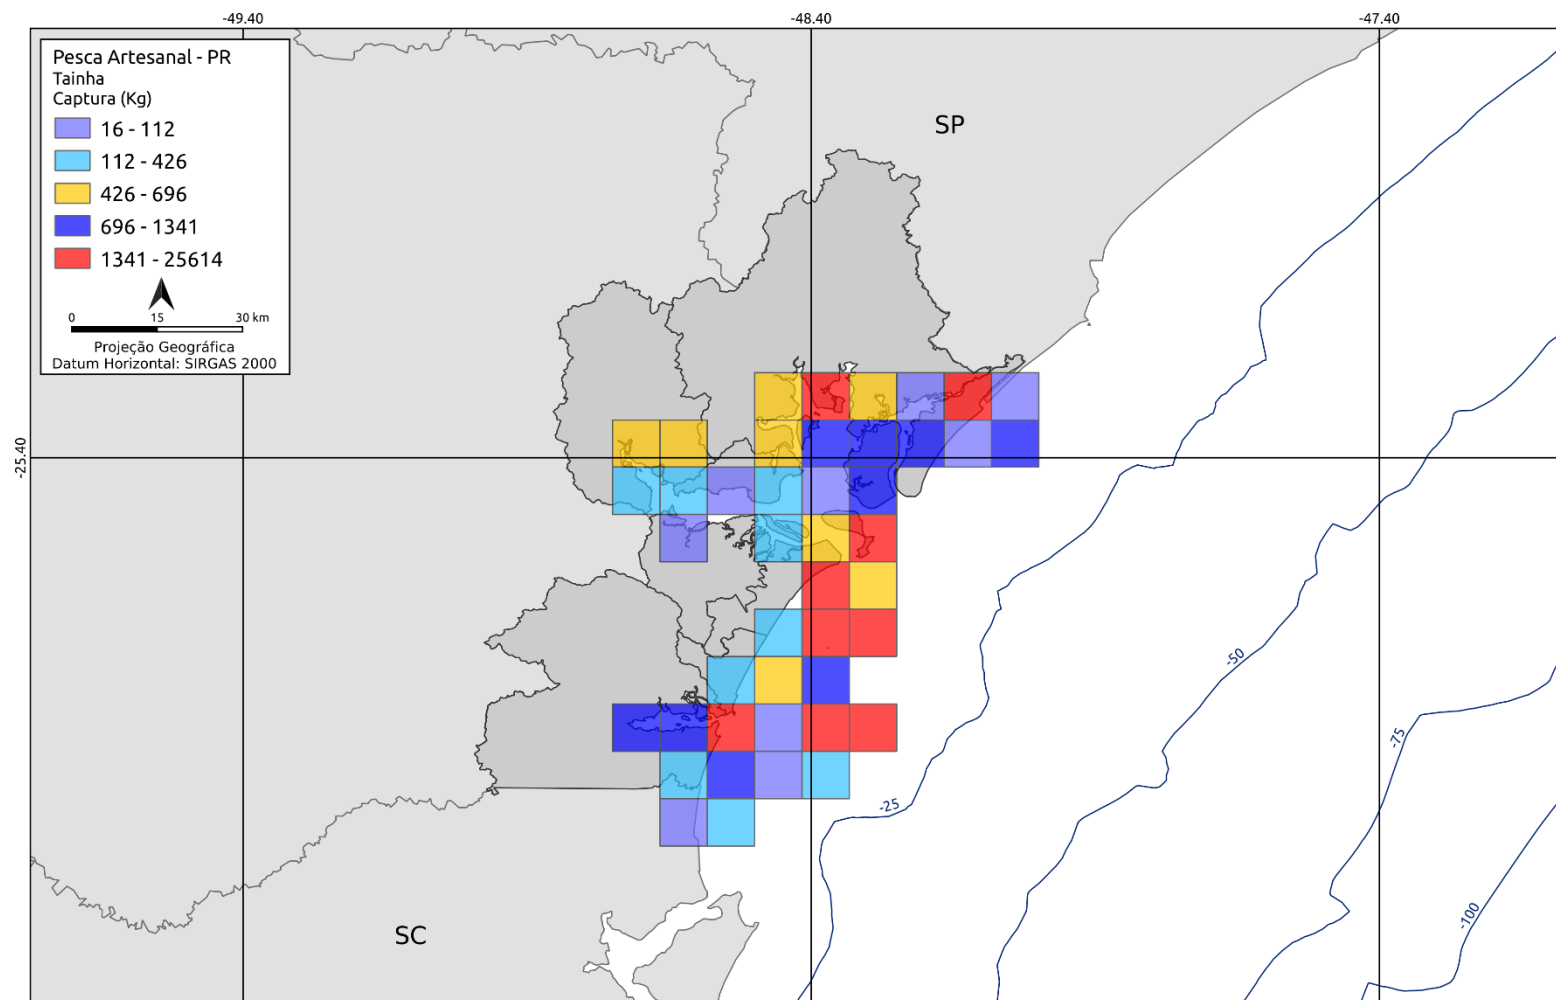 -49.40
-48.40
-47.40
Pesca Artesanal - PR
Tainha
Captura (Kg)
16 - 112
112 - 426
426 - 696
696 - 1341
1341 - 25614
0 15 30 km
Projeção Geográfica
Datum Horizontal: SIRGAS 2000
SP
-25.40
-50
-75
-25
-100
SC